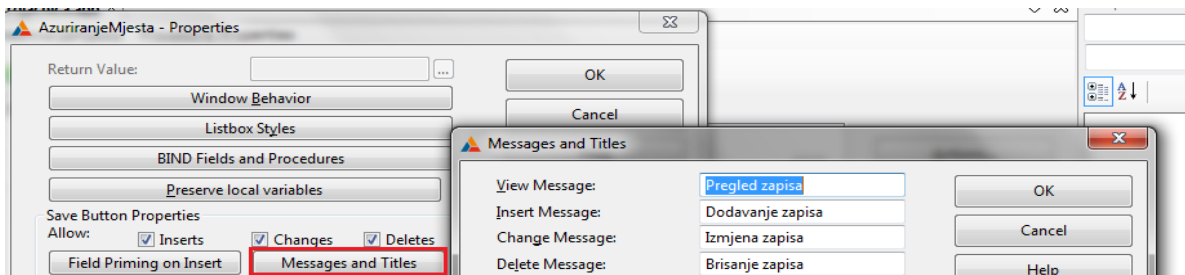 AzuriranjeMjesta - Properties
Return Value:
...
OK
Window Behavior
Cancel
Listbox Styles
BIND Fields and Procedures
Preserve local variables
Save Button Properties
Allow:
Inserts
Changes
Deletes
Field Priming on Insert
Messages and Titles
Messages and Titles
View Message:
Pregled zapisa
OK
Insert Message:
Dodavanje zapisa
Change Message:
Izmjena zapisa
Cancel
Delete Message:
Brisanje zapisa
Help